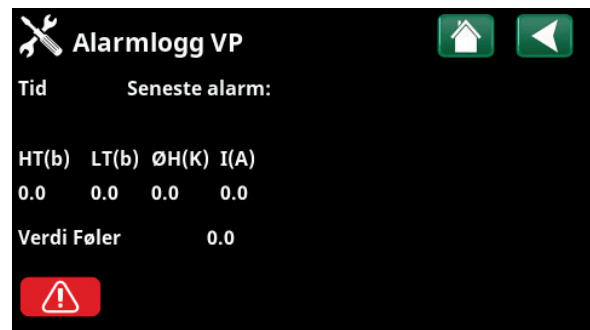 Alarmlogg VP
Tid Seneste alarm:
HT(b) LT(b) ØH(K) I(A)
0.0 0.0 0.0 0.0
Verdi Føler 0.0